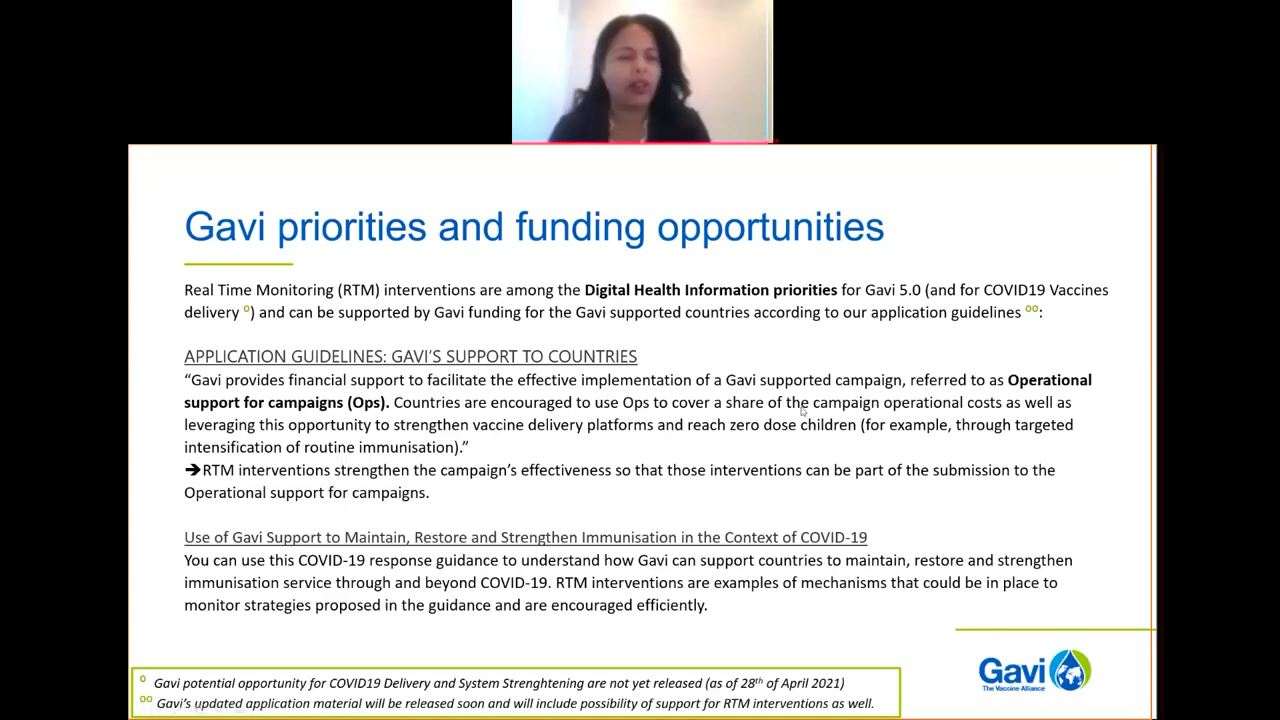 Gavi priorities and funding opportunities
Real Time Monitoring (RTM) interventions are among the Digital Health Information priorities for Gavi 5.0 (and for COVID19 Vaccines
delivery º) and can be supported by Gavi funding for the Gavi supported countries according to our application guidelines ºº:
APPLICATION GUIDELINES: GAVI’S SUPPORT TO COUNTRIES
“Gavi provides financial support to facilitate the effective implementation of a Gavi supported campaign, referred to as Operational
support for campaigns (Ops). Countries are encouraged to use Ops to cover a share of the campaign operational costs as well as
leveraging this opportunity to strengthen vaccine delivery platforms and reach zero dose children (for example, through targeted
intensification of routine immunisation).”
➔RTM interventions strengthen the campaign’s effectiveness so that those interventions can be part of the submission to the
Operational support for campaigns.
Use of Gavi Support to Maintain, Restore and Strengthen Immunisation in the Context of COVID-19
You can use this COVID-19 response guidance to understand how Gavi can support countries to maintain, restore and strengthen
immunisation service through and beyond COVID-19. RTM interventions are examples of mechanisms that could be in place to
monitor strategies proposed in the guidance and are encouraged efficiently.
º Gavi potential opportunity for COVID19 Delivery and System Strenghtening are not yet released (as of 28th of April 2021)
ºº Gavi’s updated application material will be released soon and will include possibility of support for RTM interventions as well.
Gavi
The Vaccine Alliance